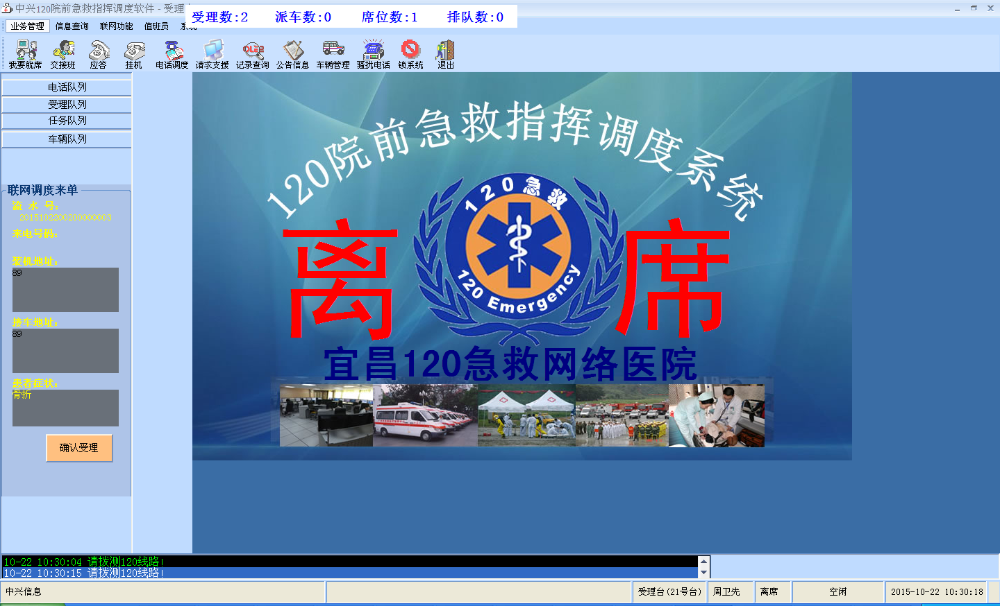 中兴120院前急救指挥调度软件 - 受理
受理数:2 派车数:0 席位数:1 排队数:0
业务管理 信息查询 联网功能 值班员 系统
我要就席 交接班 应答 挂机 电话调度 请求支援 记录查询 公告信息 车辆管理 骚扰电话 锁系统 退出
电话队列
受理队列
任务队列
车辆队列
联网调度来单
流 水 号:
2015102200200000003
来电号码:
装机地址:
89
接车地址:
89
患者症状:
骨折
确认受理
120院前急救指挥调度系统
120急救
120 Emergency
离 席
宜昌120急救网络医院
10-22 10:30:04 请拨测120线路!
10-22 10:30:15 请拨测120线路!
中兴信息 受理台(21号台) 周卫先 离席 空闲 2015-10-22 10:30:18